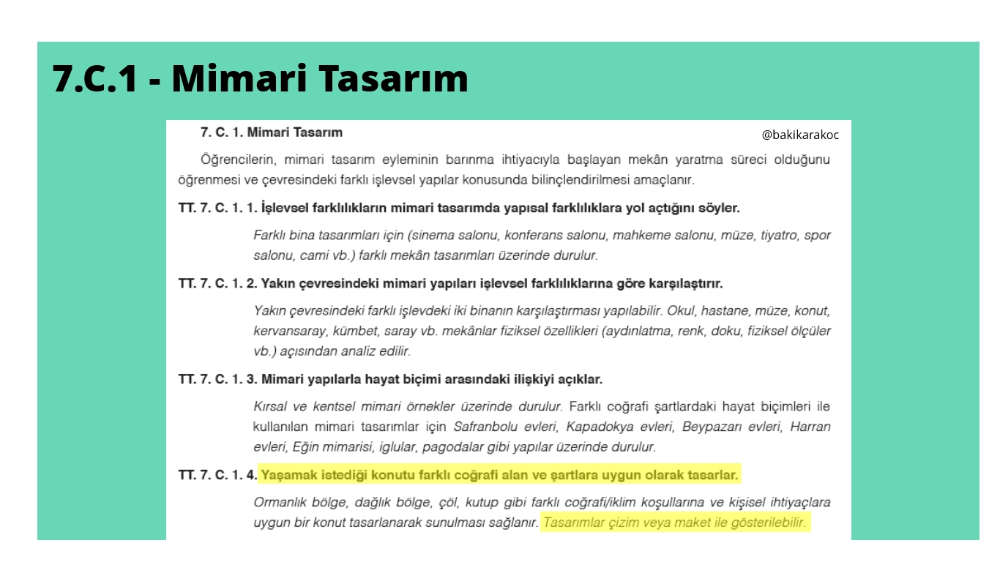 7.C.1 - Mimari Tasarım
7. C. 1. Mimari Tasarım
@bakikarakoc
Öğrencilerin, mimari tasarım eyleminin barınma ihtiyacıyla başlayan mekân yaratma süreci olduğunu
öğrenmesi ve çevresindeki farklı işlevsel yapılar konusunda bilinçlendirilmesi amaçlanır.
TT. 7. C. 1. 1. İşlevsel farklılıkların mimari tasarımda yapısal farklılıklara yol açtığını söyler.
Farklı bina tasarımları için (sinema salonu, konferans salonu, mahkeme salonu, müze, tiyatro, spor
salonu, cami vb.) farklı mekân tasarımları üzerinde durulur.
TT. 7. C. 1. 2. Yakın çevresindeki mimari yapıları işlevsel farklılıklarına göre karşılaştırır.
Yakın çevresindeki farklı işlevdeki iki binanın karşılaştırması yapılabilir. Okul, hastane, müze, konut,
kervansaray, kümbet, saray vb. mekânlar fiziksel özellikleri (aydınlatma, renk, doku, fiziksel ölçüler
vb.) açısından analiz edilir.
TT. 7. C. 1. 3. Mimari yapılarla hayat biçimi arasındaki ilişkiyi açıklar.
Kırsal ve kentsel mimari örnekler üzerinde durulur. Farklı coğrafi şartlardaki hayat biçimleri ile
kullanılan mimari tasarımlar için Safranbolu evleri, Kapadokya evleri, Beypazarı evleri, Harran
evleri, Eğin mimarisi, iglular, pagodalar gibi yapılar üzerinde durulur.
TT. 7. C. 1. 4. Yaşamak istediği konutu farklı coğrafi alan ve şartlara uygun olarak tasarlar.
Ormanlık bölge, dağlık bölge, çöl, kutup gibi farklı coğrafi/iklim koşullarına ve kişisel ihtiyaçlara
uygun bir konut tasarlanarak sunulması sağlanır. Tasarımlar çizim veya maket ile gösterilebilir.